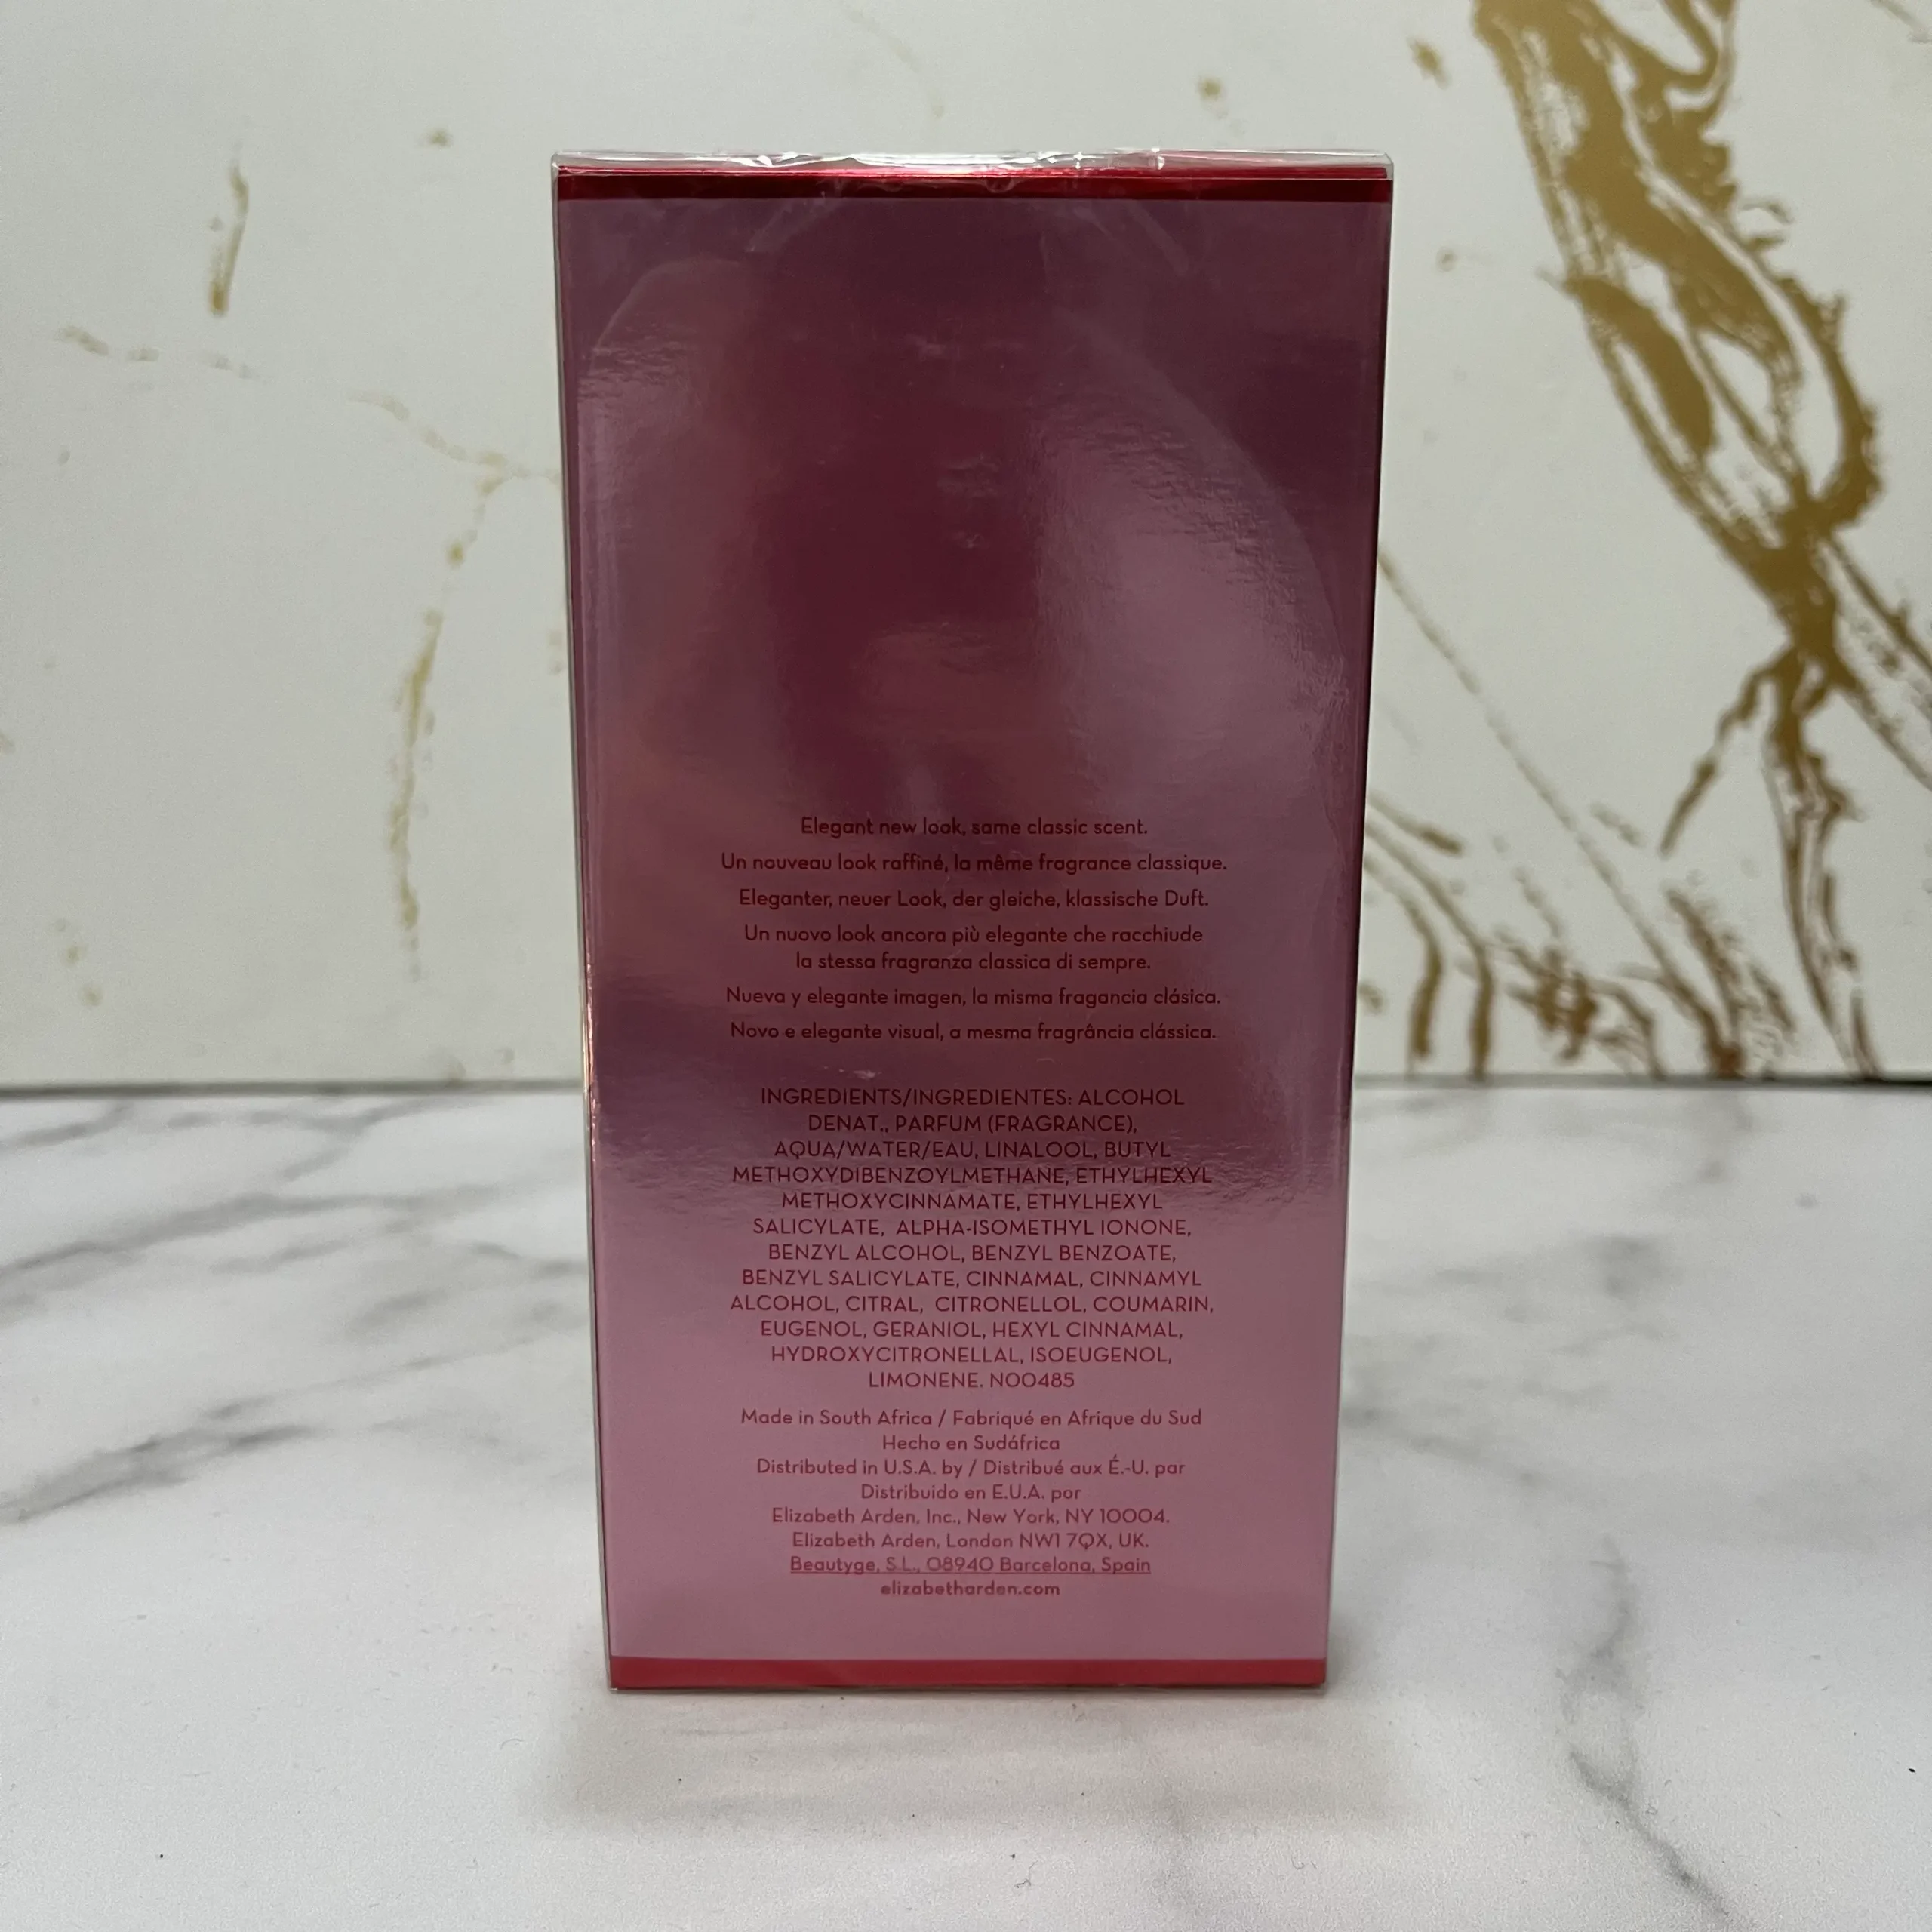 Elegant new look, same classic scent.
Un nouveau look raffiné, la même fragrance classique.
Eleganter, neuer Look, der gleiche, klassische Duft.
Un nuovo look ancora più elegante che racchiude
la stessa fragranza classica di sempre.
Nueva y elegante imagen, la misma fragancia clásica.
Novo e elegante visual, a mesma fragrância clássica.
INGREDIENTS/INGREDIENTES: ALCOHOL
DENAT., PARFUM (FRAGRANCE),
AQUA/WATER/EAU, LINALOOL, BUTYL
METHOXYDIBENZOYLMETHANE, ETHYLHEXYL
METHOXYCINNAMATE, ETHYLHEXYL
SALICYLATE, ALPHA-ISOMETHYL IONONE,
BENZYL ALCOHOL, BENZYL BENZOATE,
BENZYL SALICYLATE, CINNAMAL, CINNAMYL
ALCOHOL, CITRAL, CITRONELLOL, COUMARIN,
EUGENOL, GERANIOL, HEXYL CINNAMAL,
HYDROXYCITRONELLAL, ISOEUGENOL,
LIMONENE. N00485
Made in South Africa / Fabriqué en Afrique du Sud
Hecho en Sudáfrica
Distributed in U.S.A. by / Distribué aux É.-U. par
Distribuido en E.U.A. por
Elizabeth Arden, Inc., New York, NY 10004.
Elizabeth Arden, London NW1 7QX, UK.
Beautyge, S.L., 08940 Barcelona, Spain
elizabetharden.com